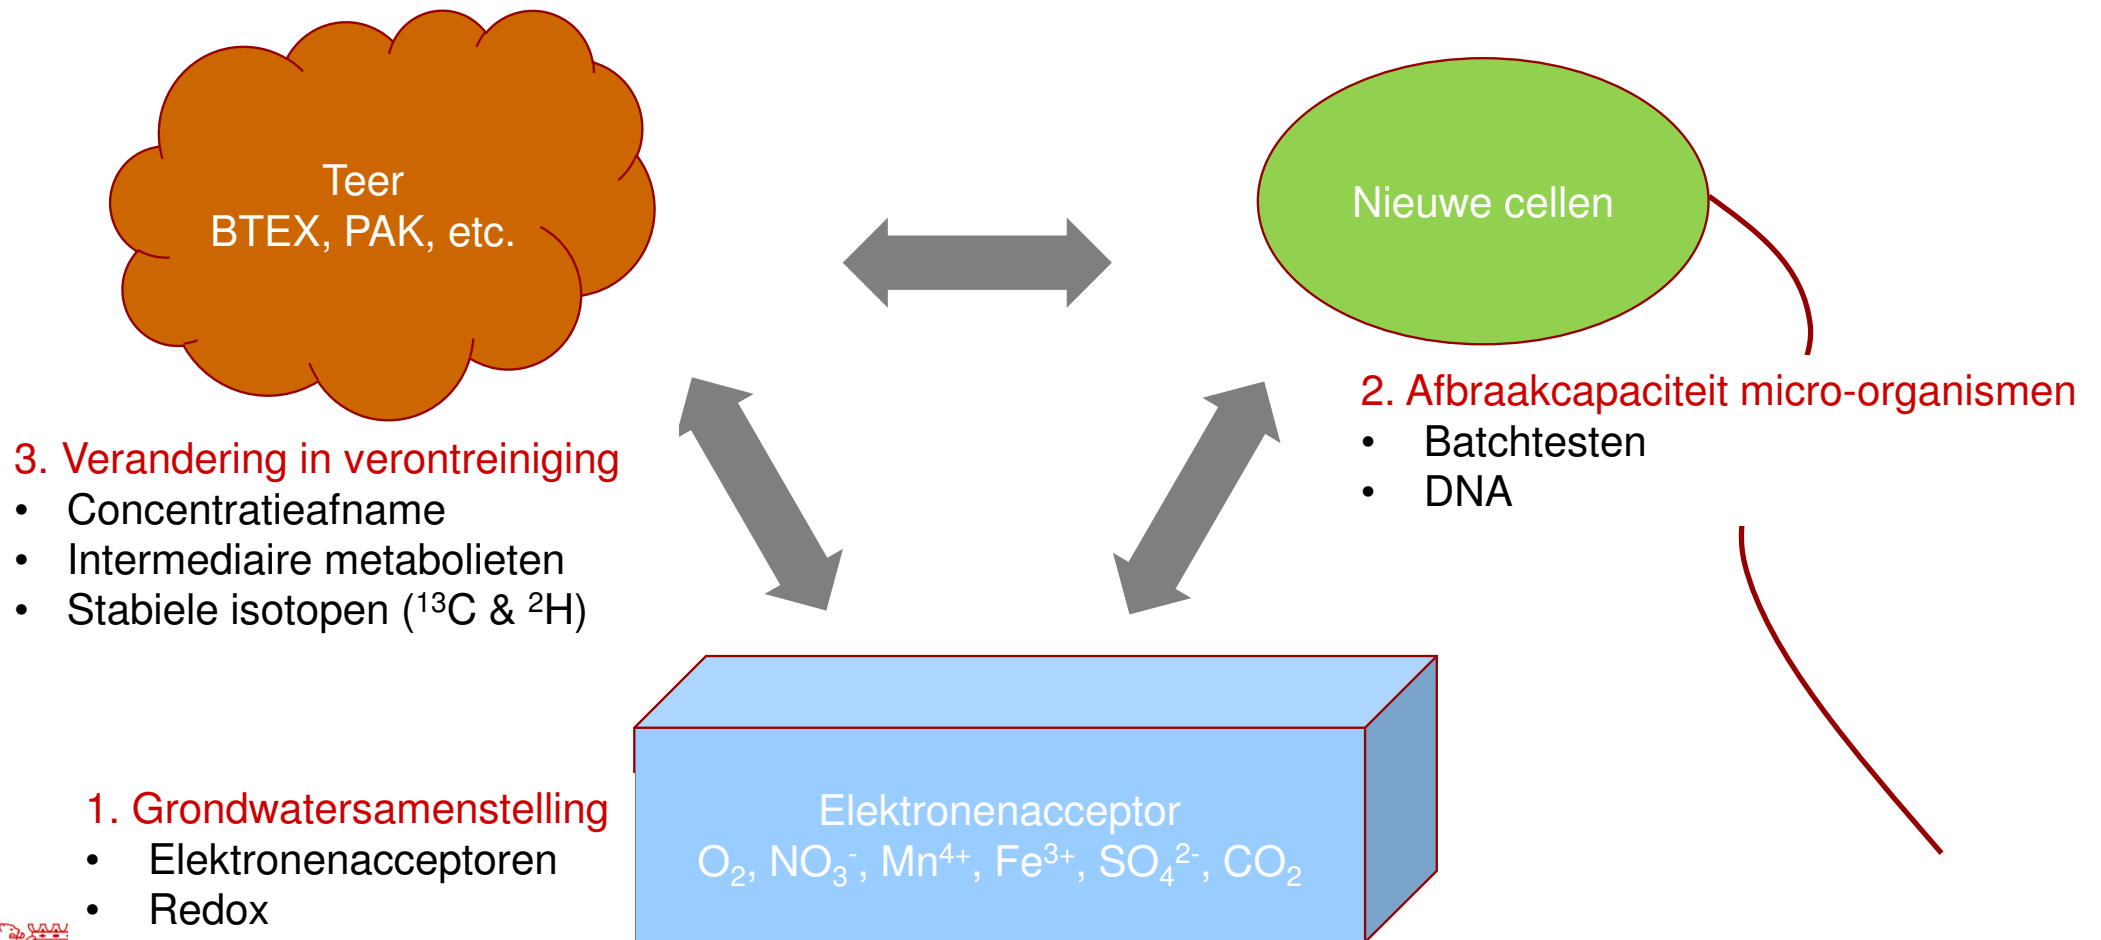 Teer
BTEX, PAK, etc.
Nieuwe cellen
2. Afbraakcapaciteit micro-organismen
• Batchtesten
• DNA
3. Verandering in verontreiniging
• Concentratieafname
• Intermediaire metabolieten
• Stabiele isotopen (¹³C & ²H)
1. Grondwatersamenstelling
• Elektronenacceptoren
• Redox
Elektronenacceptor
O₂, NO₃⁻, Mn⁴⁺, Fe³⁺, SO₄²⁻, CO₂